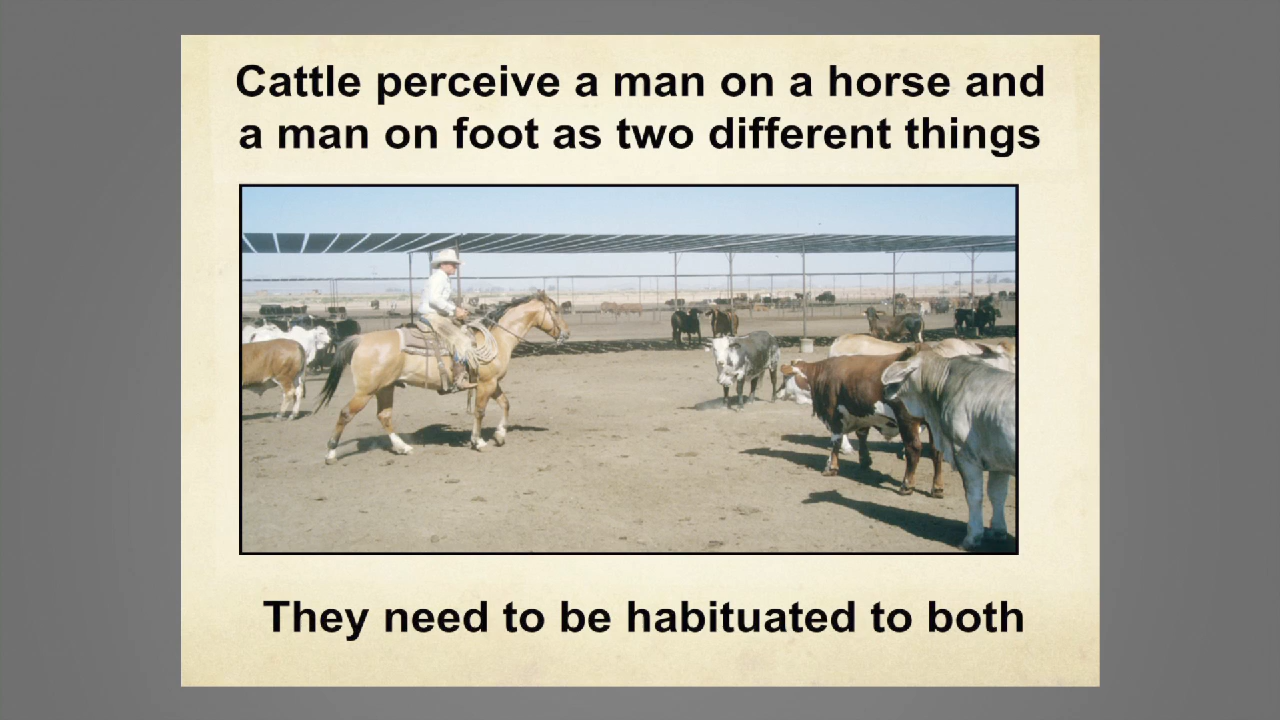 Cattle perceive a man on a horse and
a man on foot as two different things
They need to be habituated to both